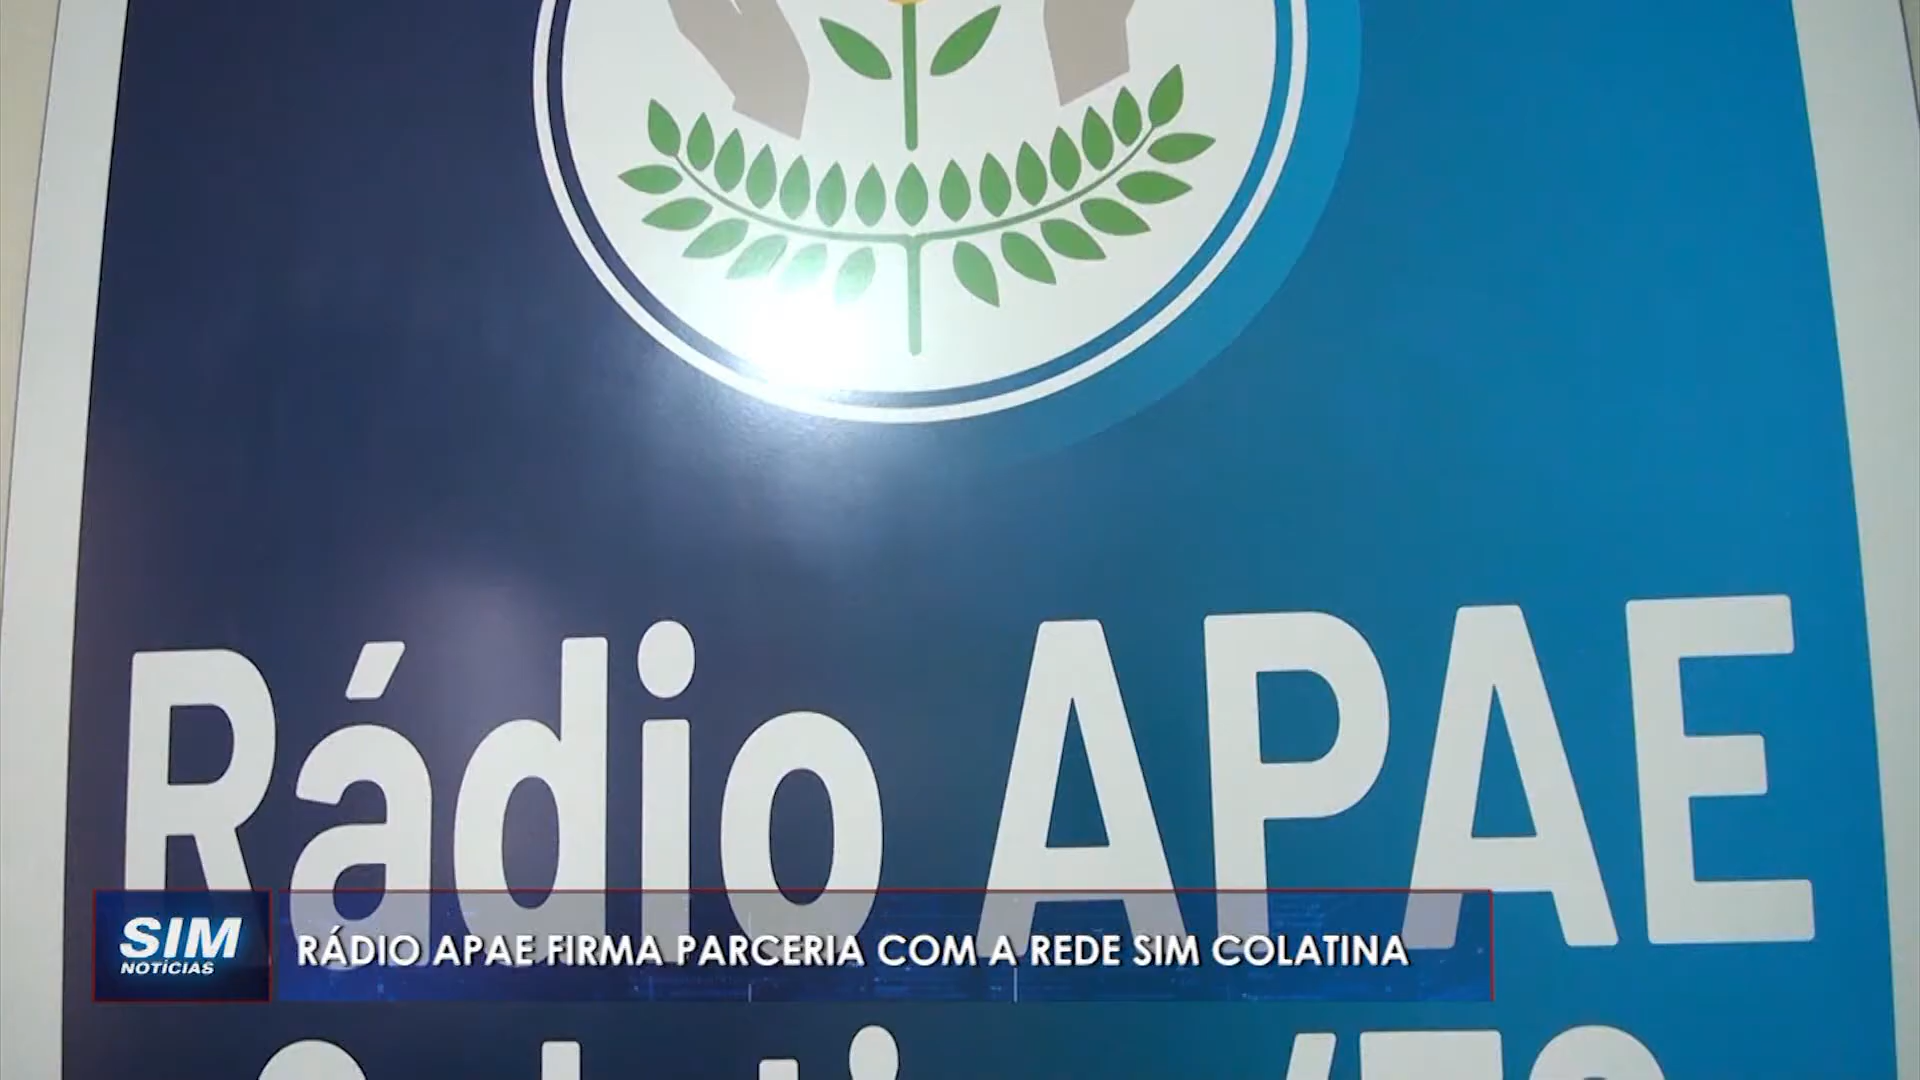 Rádio APAE
SIM
NOTÍCIAS
RÁDIO APAE FIRMA PARCERIA COM A REDE SIM COLATINA